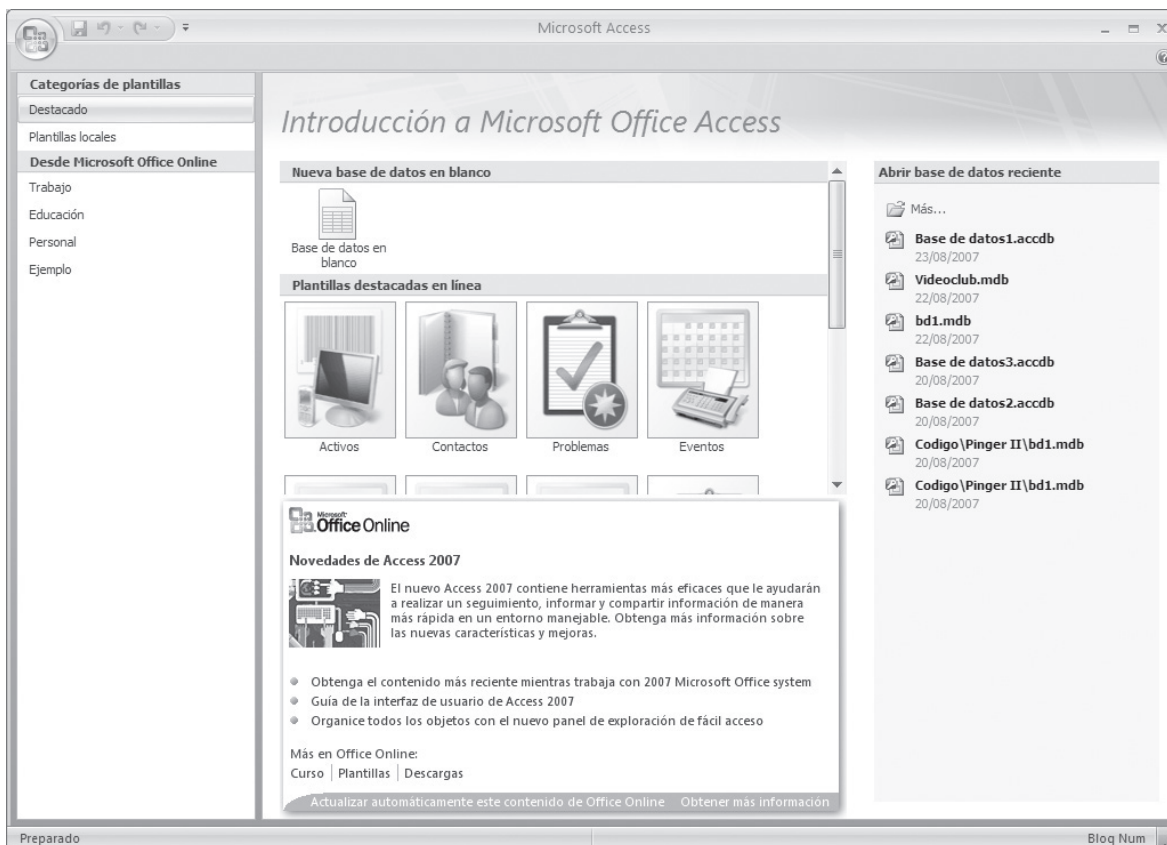 Microsoft Access
Categorías de plantillas
Destacado
Plantillas locales
Desde Microsoft Office Online
Trabajo
Educación
Personal
Ejemplo
Introducción a Microsoft Office Access
Nueva base de datos en blanco
Base de datos en
blanco
Plantillas destacadas en línea
Activos
Contactos
Problemas
Eventos
Microsoft
Office Online
Novedades de Access 2007
El nuevo Access 2007 contiene herramientas más eficaces que le ayudarán
a realizar un seguimiento, informar y compartir información de manera
más rápida en un entorno manejable. Obtenga más información sobre
las nuevas características y mejoras.
Obtenga el contenido más reciente mientras trabaja con 2007 Microsoft Office system
Guía de la interfaz de usuario de Access 2007
Organice todos los objetos con el nuevo panel de exploración de fácil acceso
Más en Office Online:
Curso | Plantillas | Descargas
Actualizar automáticamente este contenido de Office Online Obtener más información
Abrir base de datos reciente
Más...
Base de datos1.accdb
23/08/2007
Videoclub.mdb
22/08/2007
bd1.mdb
22/08/2007
Base de datos3.accdb
20/08/2007
Base de datos2.accdb
20/08/2007
Codigo\Pinger II\bd1.mdb
20/08/2007
Codigo\Pinger II\bd1.mdb
20/08/2007
Preparado
Bloq Num